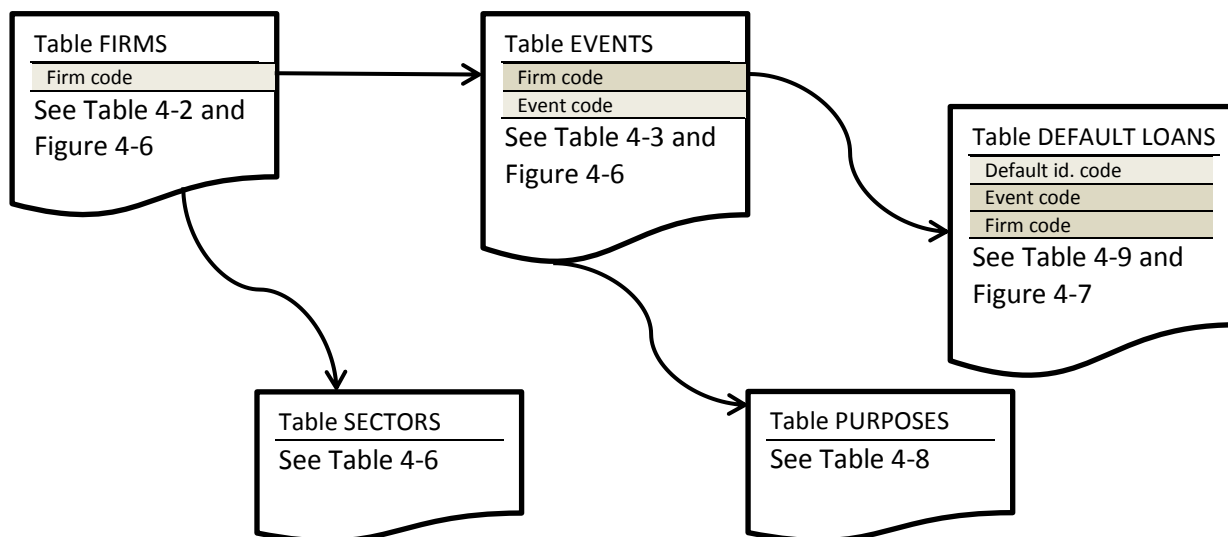 Table FIRMS
Firm code
See Table 4-2 and
Figure 4-6
Table EVENTS
Firm code
Event code
See Table 4-3 and
Figure 4-6
Table DEFAULT LOANS
Default id. code
Event code
Firm code
See Table 4-9 and
Figure 4-7
Table SECTORS
See Table 4-6
Table PURPOSES
See Table 4-8